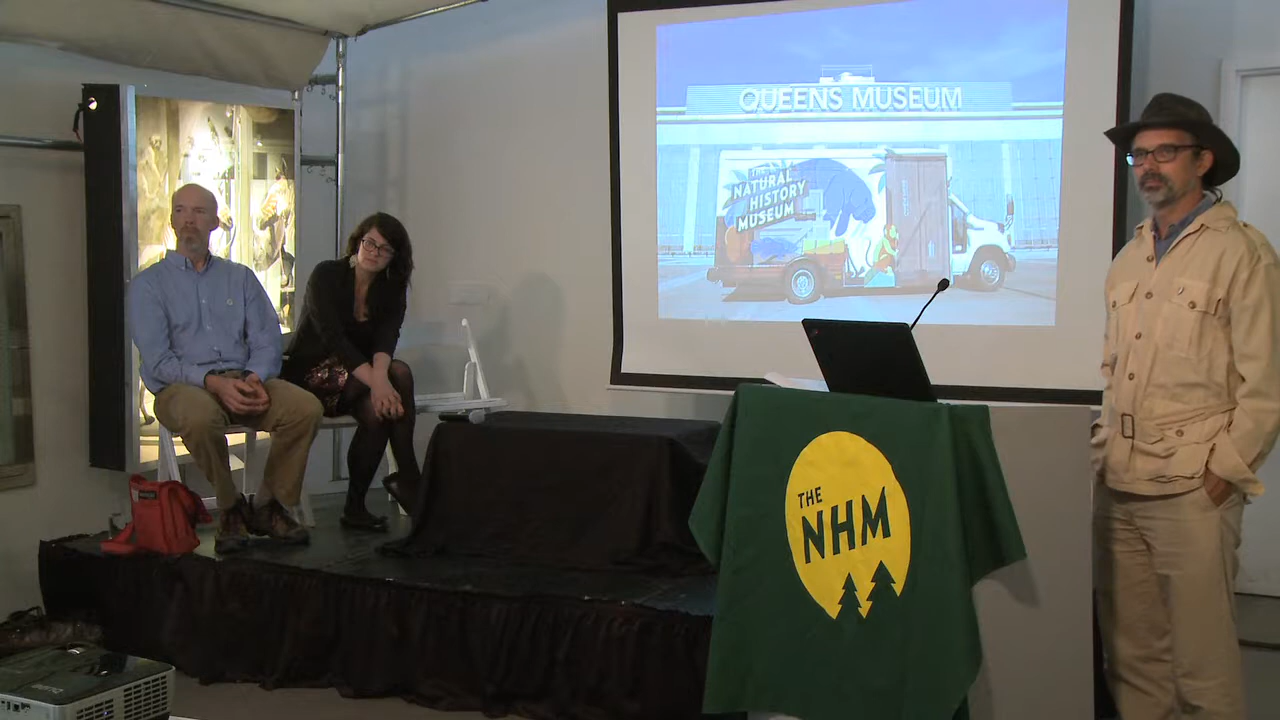 QUEENS MUSEUM
THE
NATURAL
HISTORY
MUSEUM
THE
NHM